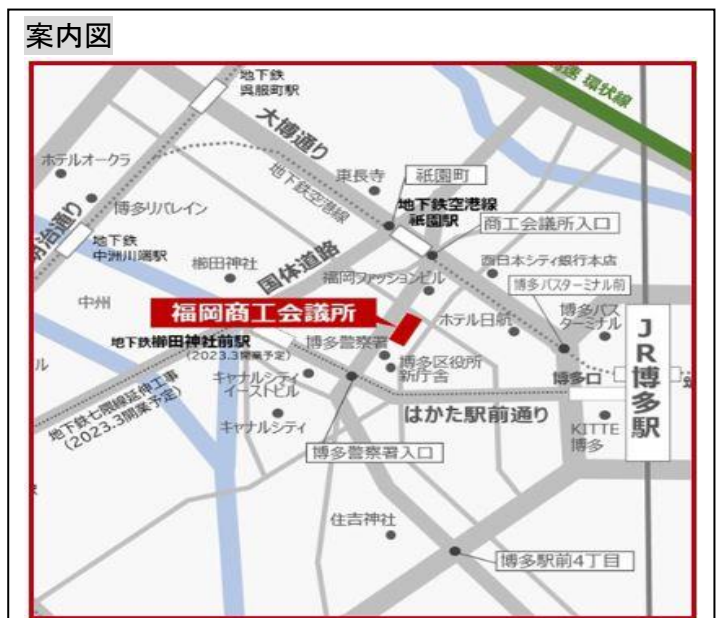 案内図
地下鉄
呉服町駅
高速 環状線
大博通り
ホテルオークラ
東長寺
祇園町
地下鉄空港線
地下鉄空港線
祇園駅
博多リバレイン
商工会議所入口
明治通り
地下鉄
中洲川端駅
国体道路
櫛田神社
西日本シティ銀行本店
福岡ファッションビル
博多バスターミナル前
中州
福岡商工会議所
ホテル日航
博多バス
ターミナル
JR博多駅
地下鉄櫛田神社前駅
(2023.3開業予定)
博多警察署
ル
博多区役所
新庁舎
キャナルシティ
イーストビル
博多口
地下鉄七隈線延伸工事
(2023.3開業予定)
はかた駅前通り
キャナルシティ
KITTE
博多
博多警察署入口
住吉神社
博多駅前4丁目